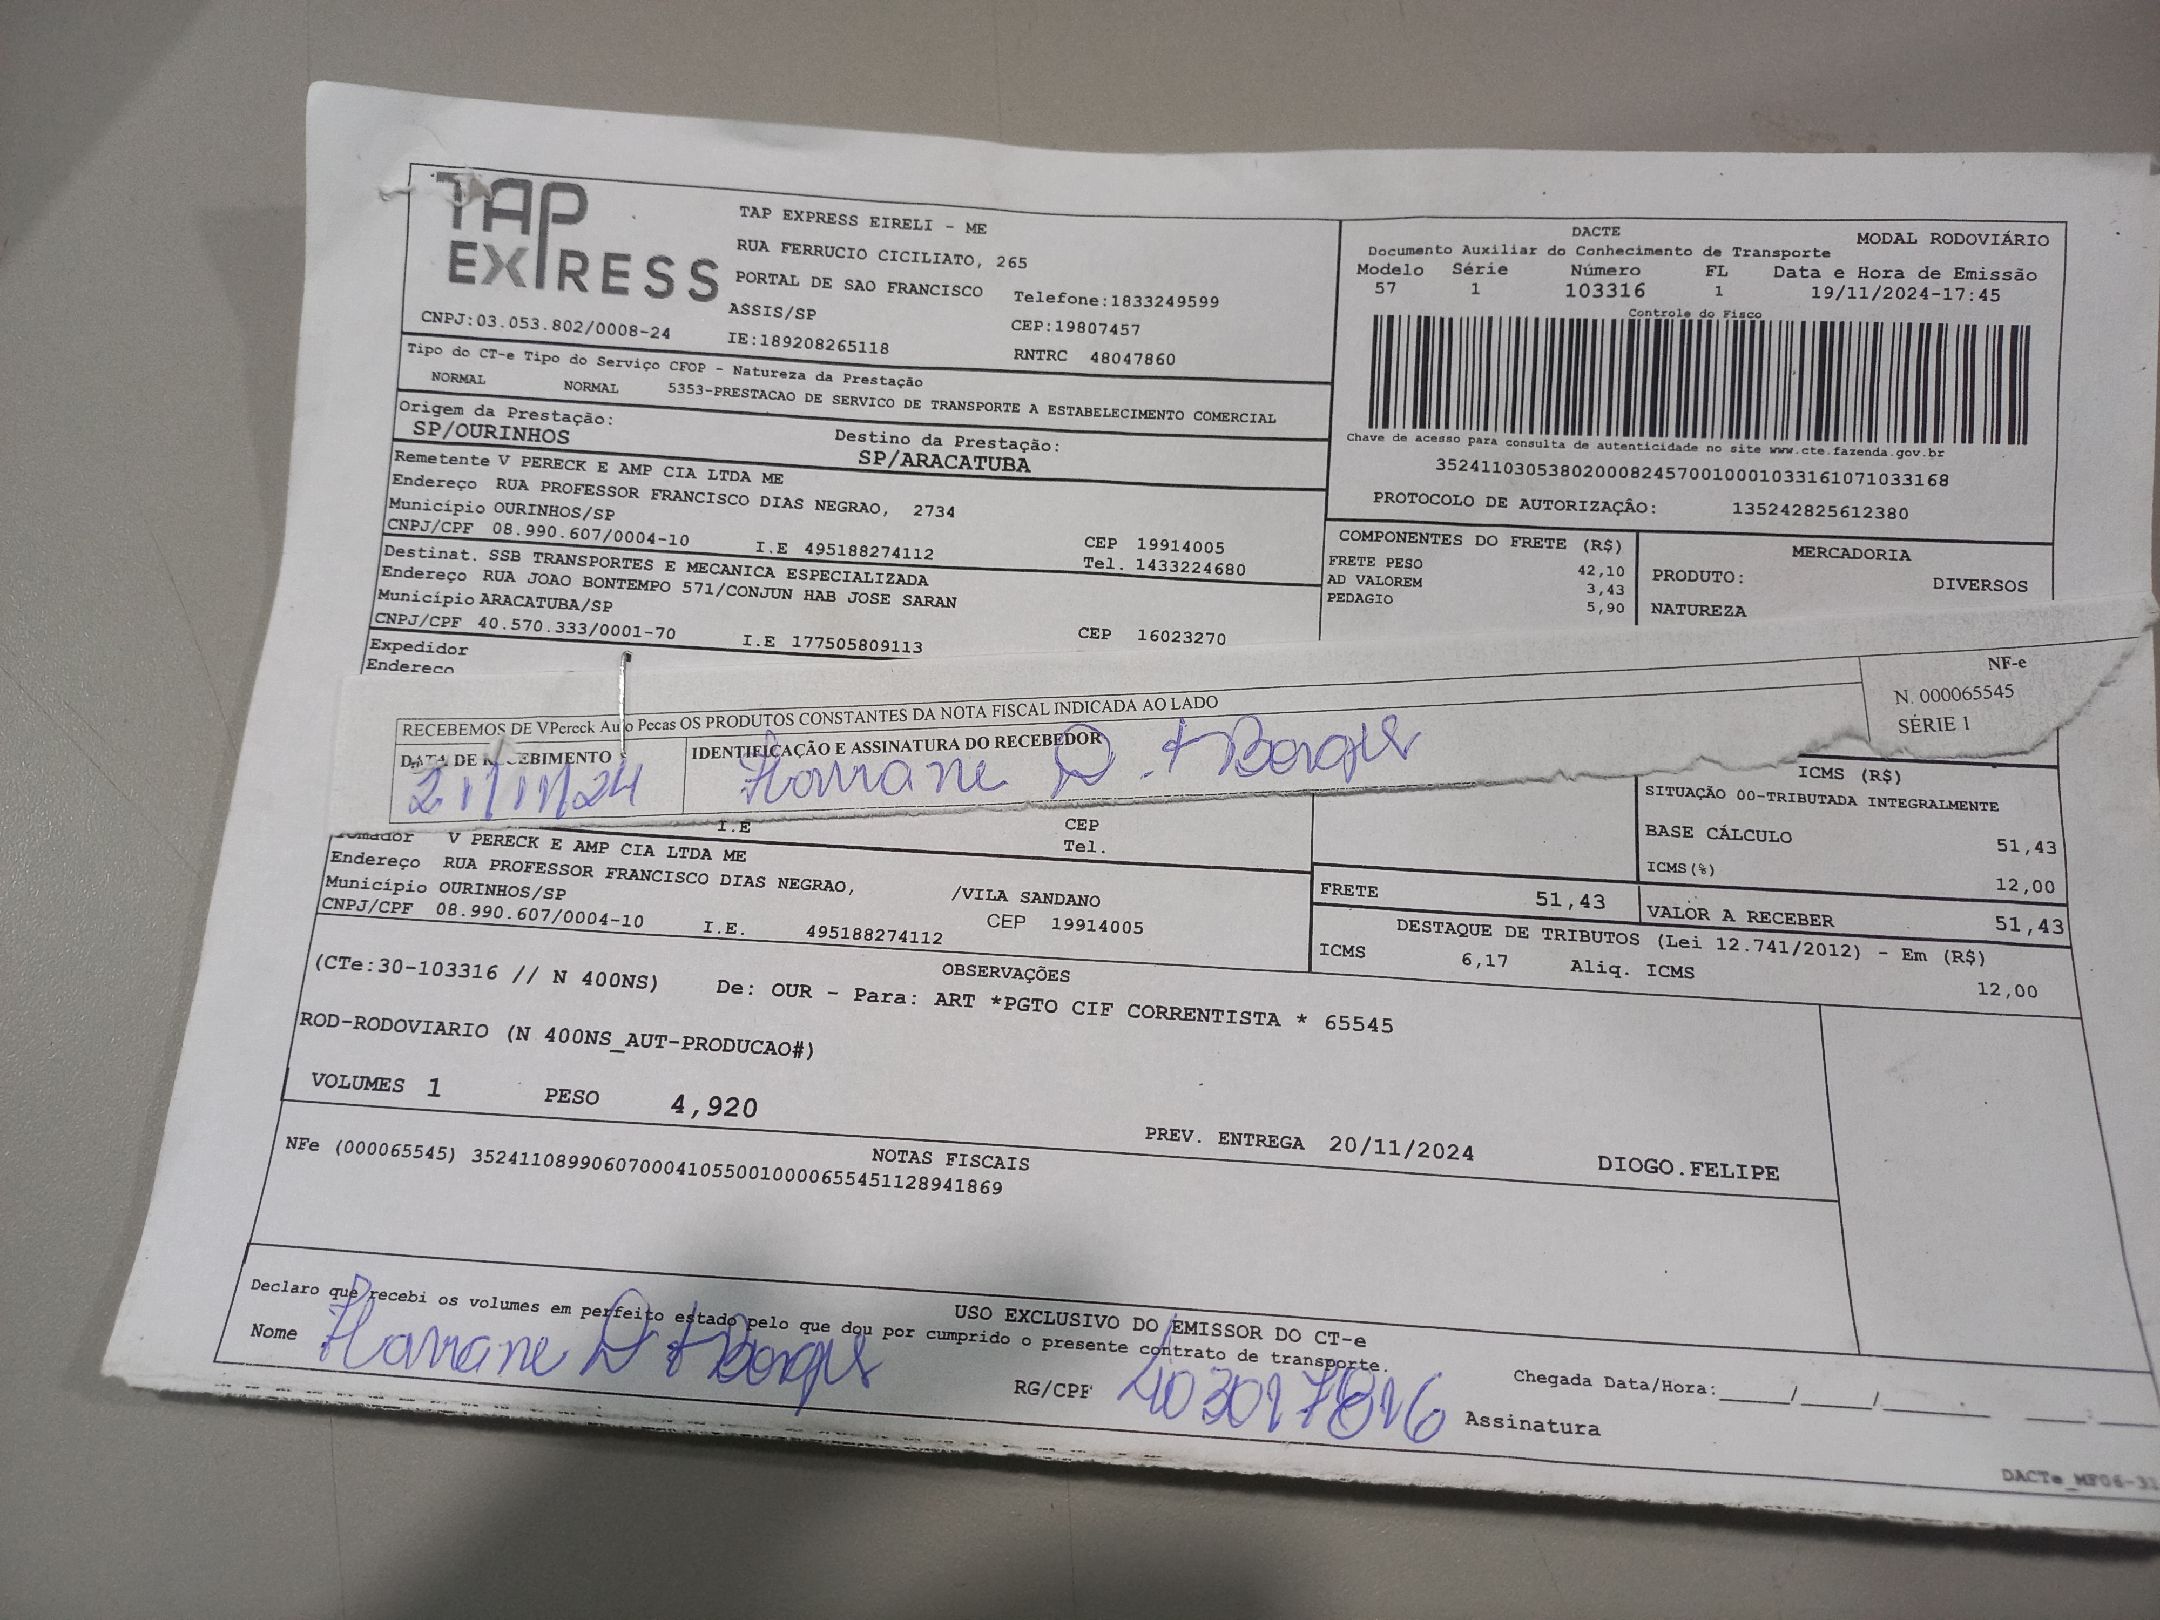 TAP EXPRESS
TAP EXPRESS EIRELI - ME
RUA FERRUCIO CICILIATO, 265
PORTAL DE SAO FRANCISCO
Telefone:1833249599
ASSIS/SP
CEP:19807457
CNPJ:03.053.802/0008-24
IE:189208265118
RNTRC 48047860
DACTE
Documento Auxiliar do Conhecimento de Transporte
MODAL RODOVIÁRIO
Modelo Série Número FL Data e Hora de Emissão
57 1 103316 1 19/11/2024-17:45
Controle do Fisco
Chave de acesso para consulta de autenticidade no site www.cte.fazenda.gov.br
35241103053802000824570010001033161071033168
PROTOCOLO DE AUTORIZAÇÃO: 135242825612380
Tipo do CT-e Tipo do Serviço CFOP - Natureza da Prestação
NORMAL NORMAL 5353-PRESTACAO DE SERVICO DE TRANSPORTE A ESTABELECIMENTO COMERCIAL
Origem da Prestação:
SP/OURINHOS
Destino da Prestação:
SP/ARACATUBA
Remetente V PERECK E AMP CIA LTDA ME
Endereço RUA PROFESSOR FRANCISCO DIAS NEGRAO, 2734
Município OURINHOS/SP
CEP 19914005
CNPJ/CPF 08.990.607/0004-10 I.E 495188274112 Tel. 1433224680
Destinat. SSB TRANSPORTES E MECANICA ESPECIALIZADA
Endereço RUA JOAO BONTEMPO 571/CONJUN HAB JOSE SARAN
Município ARACATUBA/SP
CEP 16023270
CNPJ/CPF 40.570.333/0001-70 I.E 177505809113
Expedidor
Endereço
COMPONENTES DO FRETE (R$)
FRETE PESO 42,10
AD VALOREM 3,43
PEDAGIO 5,90
MERCADORIA
PRODUTO: DIVERSOS
NATUREZA
RECEBEMOS DE VPereck Auto Pecas OS PRODUTOS CONSTANTES DA NOTA FISCAL INDICADA AO LADO
DATA DE RECEBIMENTO
21/11/24
IDENTIFICAÇÃO E ASSINATURA DO RECEBEDOR
D. A Borges
NF-e
N. 000065545
SÉRIE 1
I.E
CEP
Tel.
Tomador V PERECK E AMP CIA LTDA ME
Endereço RUA PROFESSOR FRANCISCO DIAS NEGRAO, /VILA SANDANO
Município OURINHOS/SP
CEP 19914005
CNPJ/CPF 08.990.607/0004-10 I.E. 495188274112
ICMS (R$)
SITUAÇÃO 00-TRIBUTADA INTEGRALMENTE
BASE CÁLCULO 51,43
ICMS(%) 12,00
FRETE 51,43
VALOR A RECEBER 51,43
DESTAQUE DE TRIBUTOS (Lei 12.741/2012) - Em (R$)
ICMS 6,17 Aliq. ICMS 12,00
OBSERVAÇÕES
(CTe:30-103316 // N 400NS) De: OUR - Para: ART *PGTO CIF CORRENTISTA * 65545
ROD-RODOVIARIO (N 400NS_AUT-PRODUCAO#)
VOLUMES 1 PESO 4,920
PREV. ENTREGA 20/11/2024 DIOGO.FELIPE
NOTAS FISCAIS
NFe (000065545) 35241108990607000410550010000655451128941869
USO EXCLUSIVO DO EMISSOR DO CT-e
Declaro que recebi os volumes em perfeito estado pelo que dou por cumprido o presente contrato de transporte.
Nome D A Borges
RG/CPF
Assinatura
Chegada Data/Hora:____/____/______ ____:____